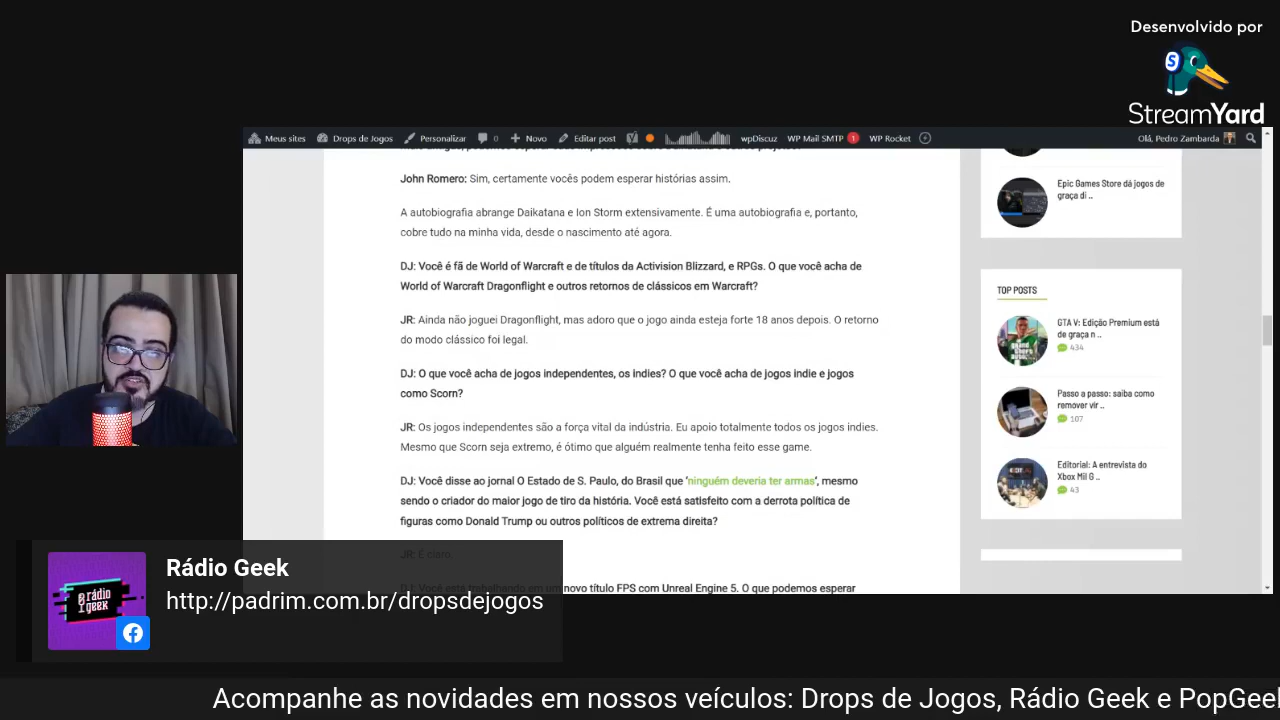 Desenvolvido por
StreamYard
Meus sites Drops de Jogos Personalizar 0 Novo Editar post wpDiscuz WP Mail SMTP 1 WP Rocket Olá, Pedro Zambarda
John Romero: Sim, certamente vocês podem esperar histórias assim.
A autobiografia abrange Daikatana e Ion Storm extensivamente. É uma autobiografia e, portanto,
cobre tudo na minha vida, desde o nascimento até agora.
DJ: Você é fã de World of Warcraft e de títulos da Activision Blizzard, e RPGs. O que você acha de
World of Warcraft Dragonflight e outros retornos de clássicos em Warcraft?
JR: Ainda não joguei Dragonflight, mas adoro que o jogo ainda esteja forte 18 anos depois. O retorno
do modo clássico foi legal.
DJ: O que você acha de jogos independentes, os indies? O que você acha de jogos indie e jogos
como Scorn?
JR: Os jogos independentes são a força vital da indústria. Eu apoio totalmente todos os jogos indies.
Mesmo que Scorn seja extremo, é ótimo que alguém realmente tenha feito esse game.
DJ: Você disse ao jornal O Estado de S. Paulo, do Brasil que 'ninguém deveria ter armas', mesmo
sendo o criador do maior jogo de tiro da história. Você está satisfeito com a derrota política de
figuras como Donald Trump ou outros políticos de extrema direita?
JR: É claro.
DJ: Você está trabalhando em um novo título FPS com Unreal Engine 5. O que podemos esperar
Epic Games Store dá jogos de
graça di ..
TOP POSTS
GTA V: Edição Premium está
de graça n ..
434
Passo a passo: saiba como
remover vir ..
107
Editorial: A entrevista do
Xbox Mil G ..
43
a rádio
geek
Rádio Geek
http://padrim.com.br/dropsdejogos
Acompanhe as novidades em nossos veículos: Drops de Jogos, Rádio Geek e PopGeek